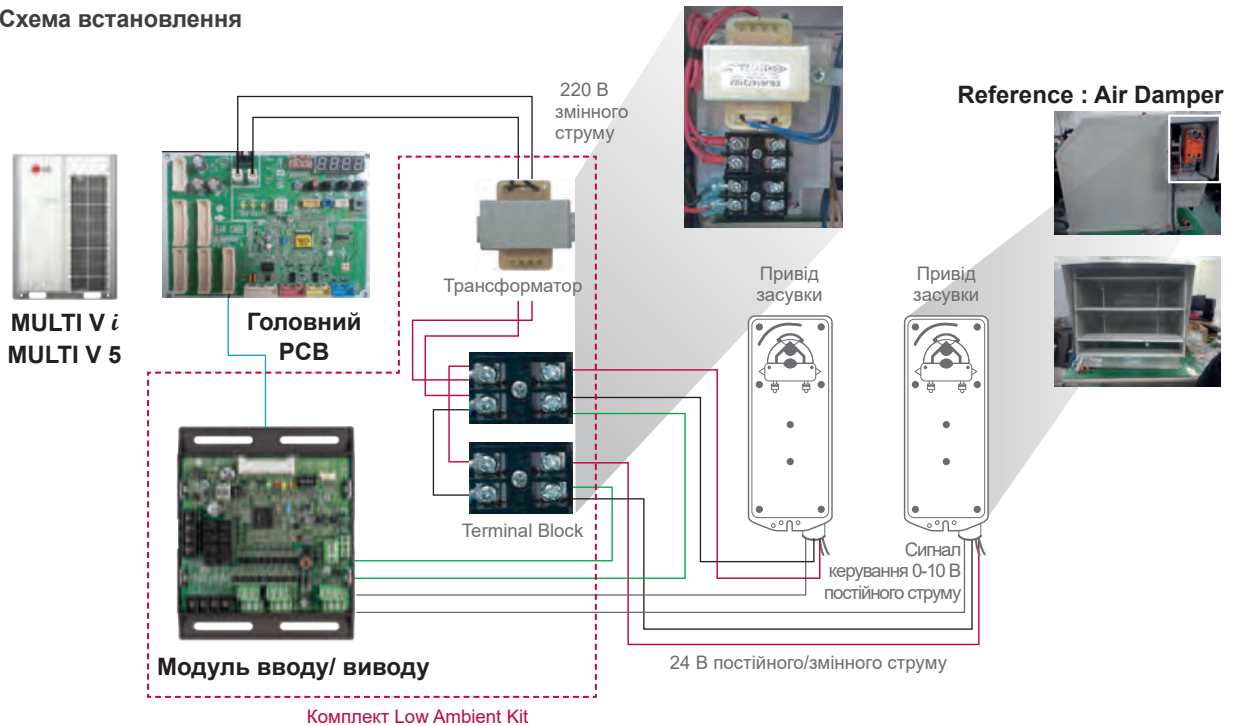 Схема встановлення
220 В
змінного
струму
Reference : Air Damper
MULTI V i
MULTI V 5
Головний
PCB
Трансформатор
Привід
засувки
Привід
засувки
Terminal Block
Сигнал
керування 0-10 В
постійного струму
Модуль вводу/ виводу
24 В постійного/змінного струму
Комплект Low Ambient Kit